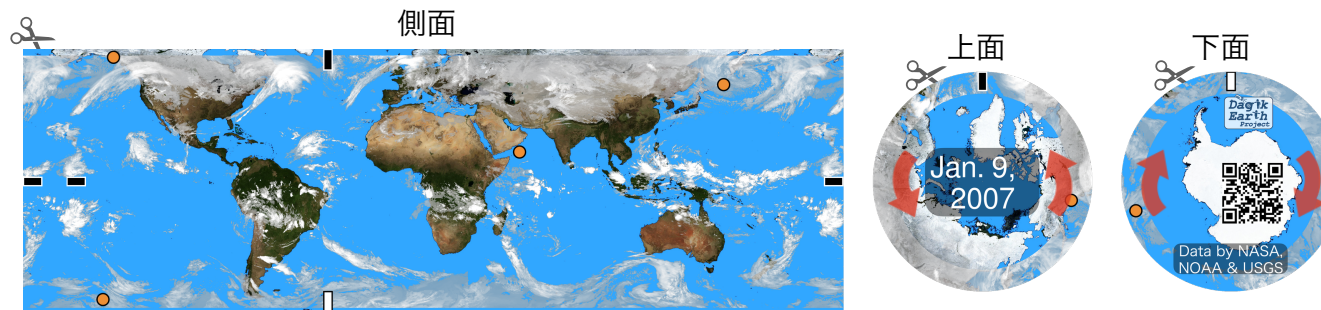 側面
上面
下面
Jan. 9,
2007
Dagik
Earth
Project
Data by NASA,
NOAA & USGS